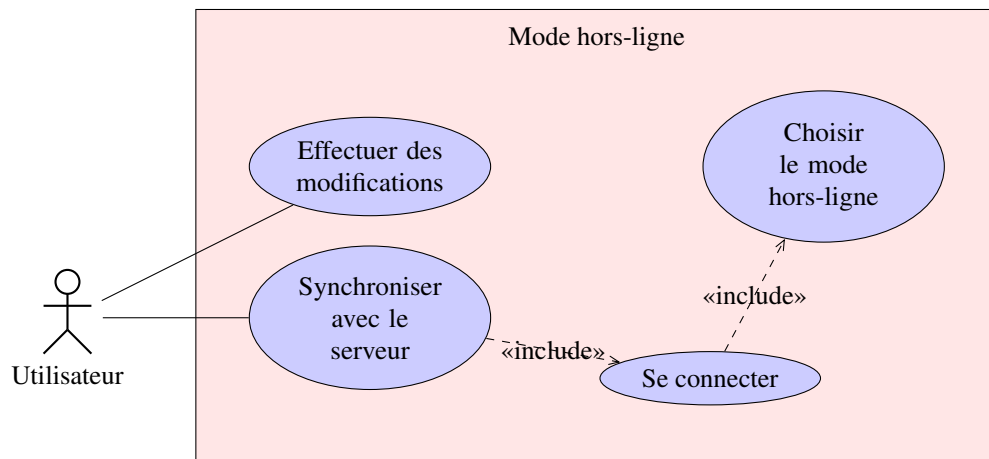 Mode hors-ligne
Effectuer des
modifications
Choisir
le mode
hors-ligne
Synchroniser
avec le
serveur
«include»
«include»
Se connecter
Utilisateur